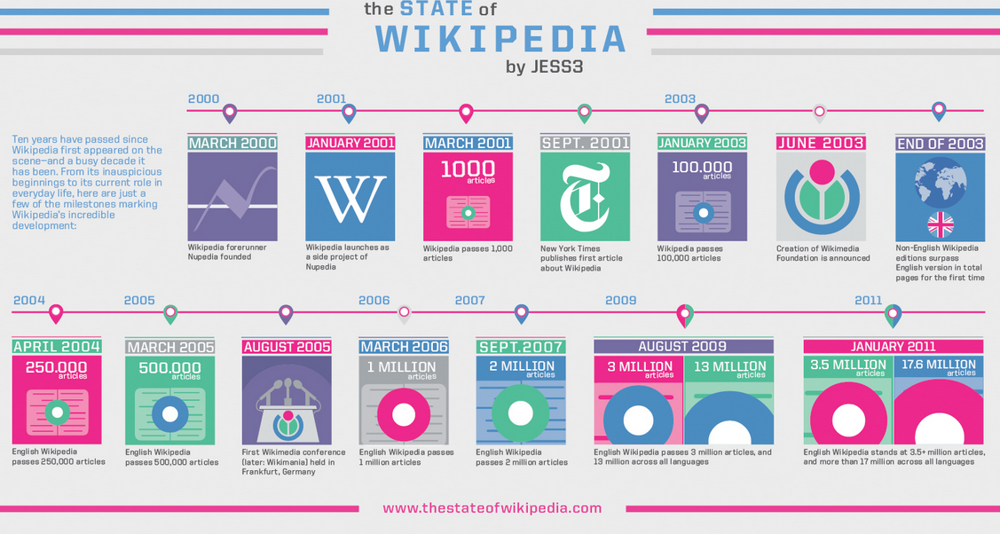 the STATE of
WIKIPEDIA
by JESS3
Ten years have passed since
Wikipedia first appeared on the
scene—and a busy decade it
has been. From its inauspicious
beginnings to its current role in
everyday life, here are just a
few of the milestones marking
Wikipedia's incredible
development:
2000
2001
2003
MARCH 2000
Wikipedia forerunner
Nupedia founded
JANUARY 2001
W
Wikipedia launches as
a side project of
Nupedia
MARCH 2001
1000
articles
Wikipedia passes 1,000
articles
SEPT. 2001
T
New York Times
publishes first article
about Wikipedia
JANUARY 2003
100.000
articles
Wikipedia passes
100,000 articles
JUNE 2003
Creation of Wikimedia
Foundation is announced
END OF 2003
Non-English Wikipedia
editions surpass
English version in total
pages for the first time
2004
2005
2006
2007
2009
2011
APRIL 2004
250.000
articles
English Wikipedia
passes 250,000 articles
MARCH 2005
500.000
articles
English Wikipedia
passes 500,000 articles
AUGUST 2005
First Wikimedia conference
(later: Wikimania) held in
Frankfurt, Germany
MARCH 2006
1 MILLION
articles
English Wikipedia passes
1 million articles
SEPT.2007
2 MILLION
articles
English Wikipedia
passes 2 million articles
AUGUST 2009
3 MILLION
articles
13 MILLION
articles
English Wikipedia passes 3 million articles, and
13 million across all languages
JANUARY 2011
3.5 MILLION
articles
17.6 MILLION
articles
English Wikipedia stands at 3.5+ million articles,
and more than 17 million across all languages
www.thestateofwikipedia.com